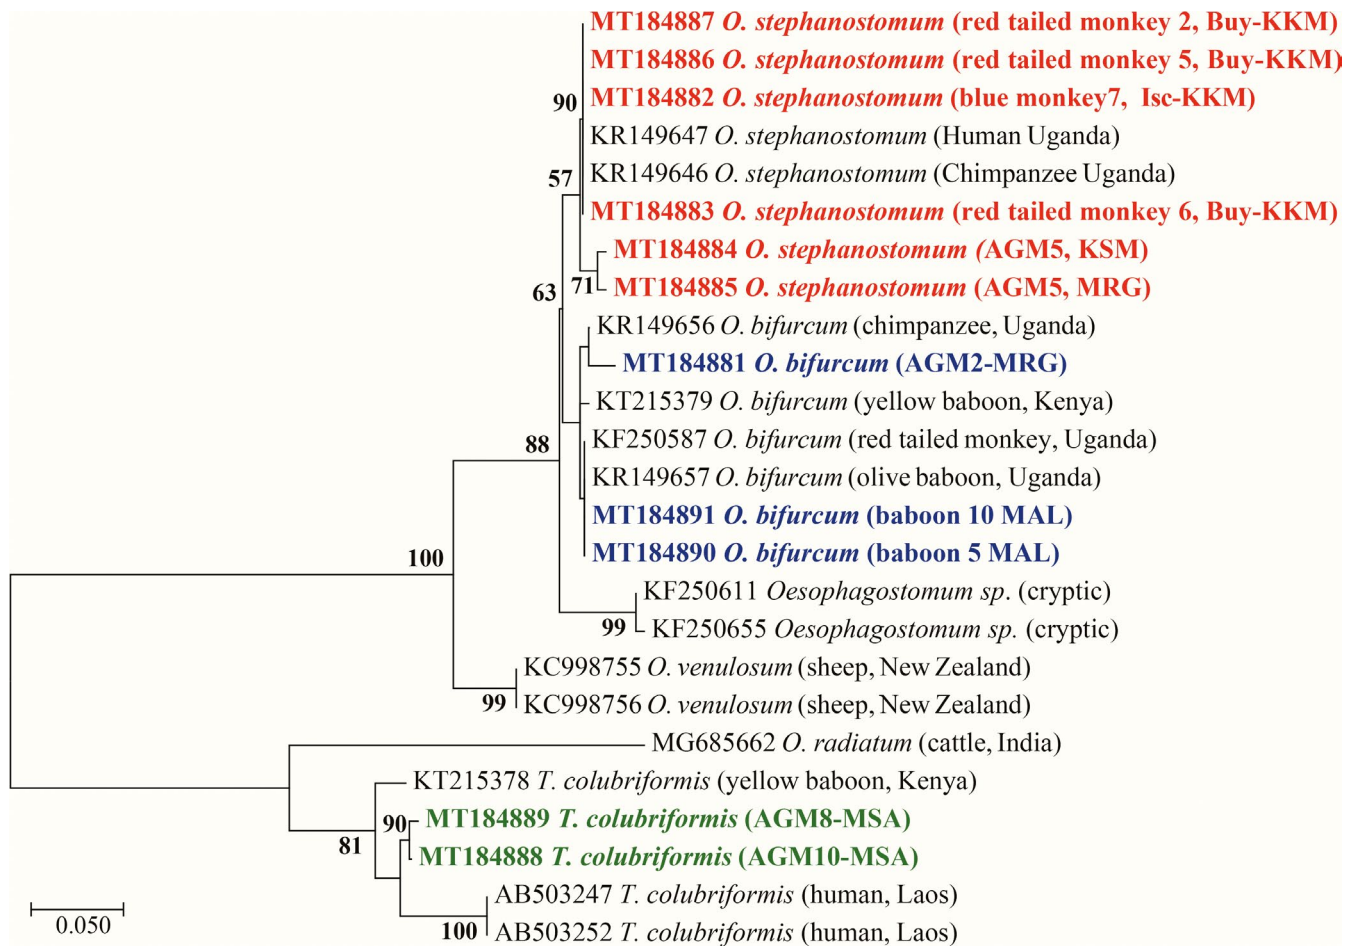 MT184887 O. stephanostomum (red tailed monkey 2, Buy-KKM)
MT184886 O. stephanostomum (red tailed monkey 5, Buy-KKM)
90
MT184882 O. stephanostomum (blue monkey7, Isc-KKM)
KR149647 O. stephanostomum (Human Uganda)
57
KR149646 O. stephanostomum (Chimpanzee Uganda)
MT184883 O. stephanostomum (red tailed monkey 6, Buy-KKM)
MT184884 O. stephanostomum (AGM5, KSM)
63
71
MT184885 O. stephanostomum (AGM5, MRG)
KR149656 O. bifurcum (chimpanzee, Uganda)
MT184881 O. bifurcum (AGM2-MRG)
KT215379 O. bifurcum (yellow baboon, Kenya)
88
KF250587 O. bifurcum (red tailed monkey, Uganda)
KR149657 O. bifurcum (olive baboon, Uganda)
MT184891 O. bifurcum (baboon 10 MAL)
100
MT184890 O. bifurcum (baboon 5 MAL)
KF250611 Oesophagostomum sp. (cryptic)
99
KF250655 Oesophagostomum sp. (cryptic)
KC998755 O. venulosum (sheep, New Zealand)
99
KC998756 O. venulosum (sheep, New Zealand)
MG685662 O. radiatum (cattle, India)
KT215378 T. colubriformis (yellow baboon, Kenya)
90
MT184889 T. colubriformis (AGM8-MSA)
81
MT184888 T. colubriformis (AGM10-MSA)
AB503247 T. colubriformis (human, Laos)
0.050
100
AB503252 T. colubriformis (human, Laos)